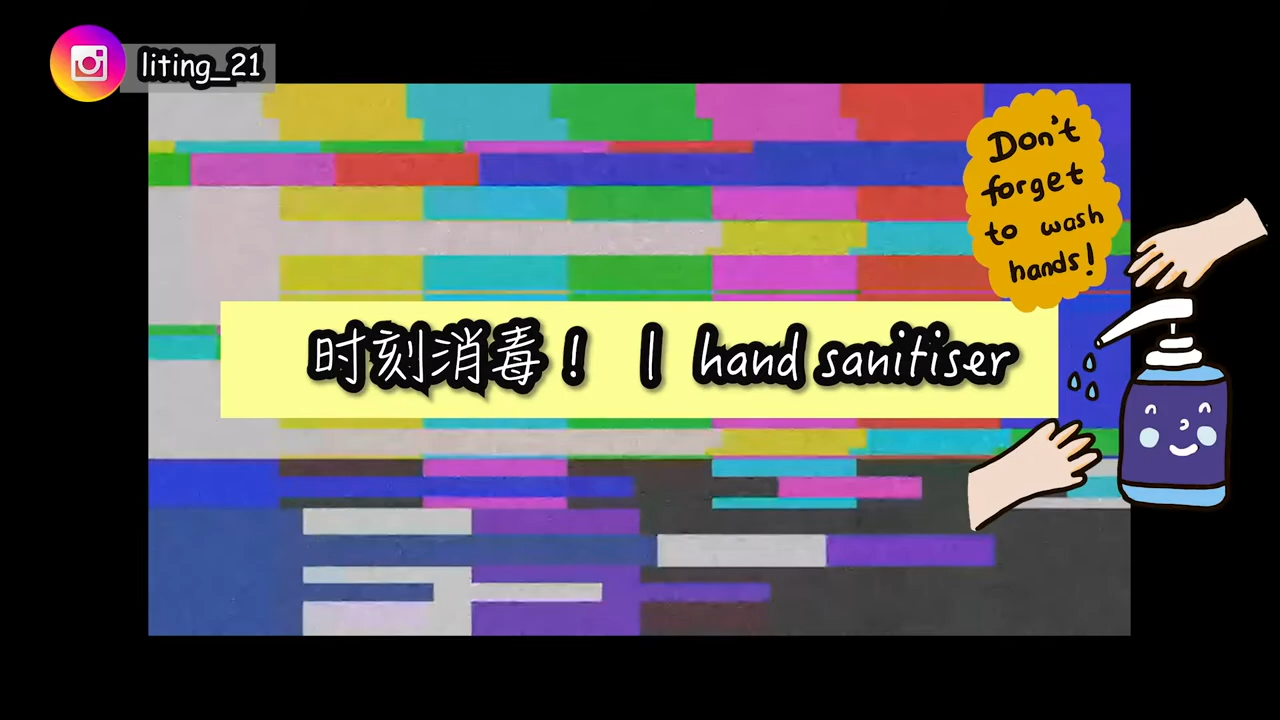 liting_21
Don't
forget
to wash
hands!
时刻消毒！ | hand sanitiser